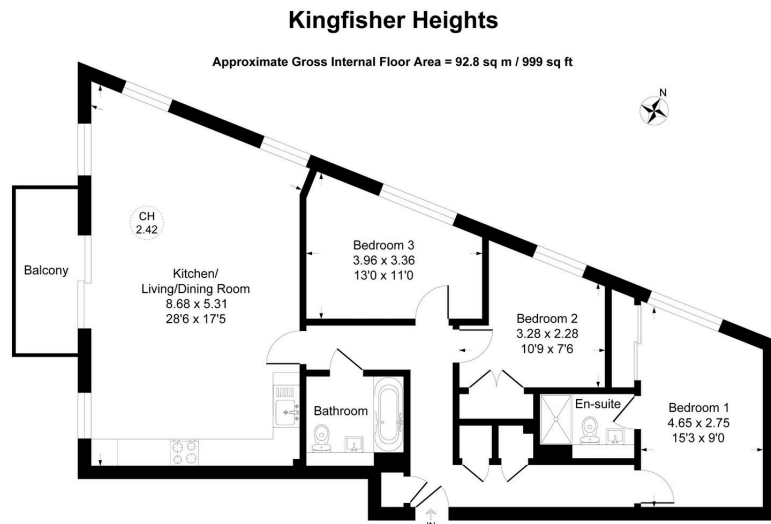 Kingfisher Heights
Approximate Gross Internal Floor Area = 92.8 sq m / 999 sq ft
N
CH
2.42
Balcony
Kitchen/
Living/Dining Room
8.68 x 5.31
28'6 x 17'5
Bedroom 3
3.96 x 3.36
13'0 x 11'0
Bedroom 2
3.28 x 2.28
10'9 x 7'6
Bathroom
En-suite
Bedroom 1
4.65 x 2.75
15'3 x 9'0
IN